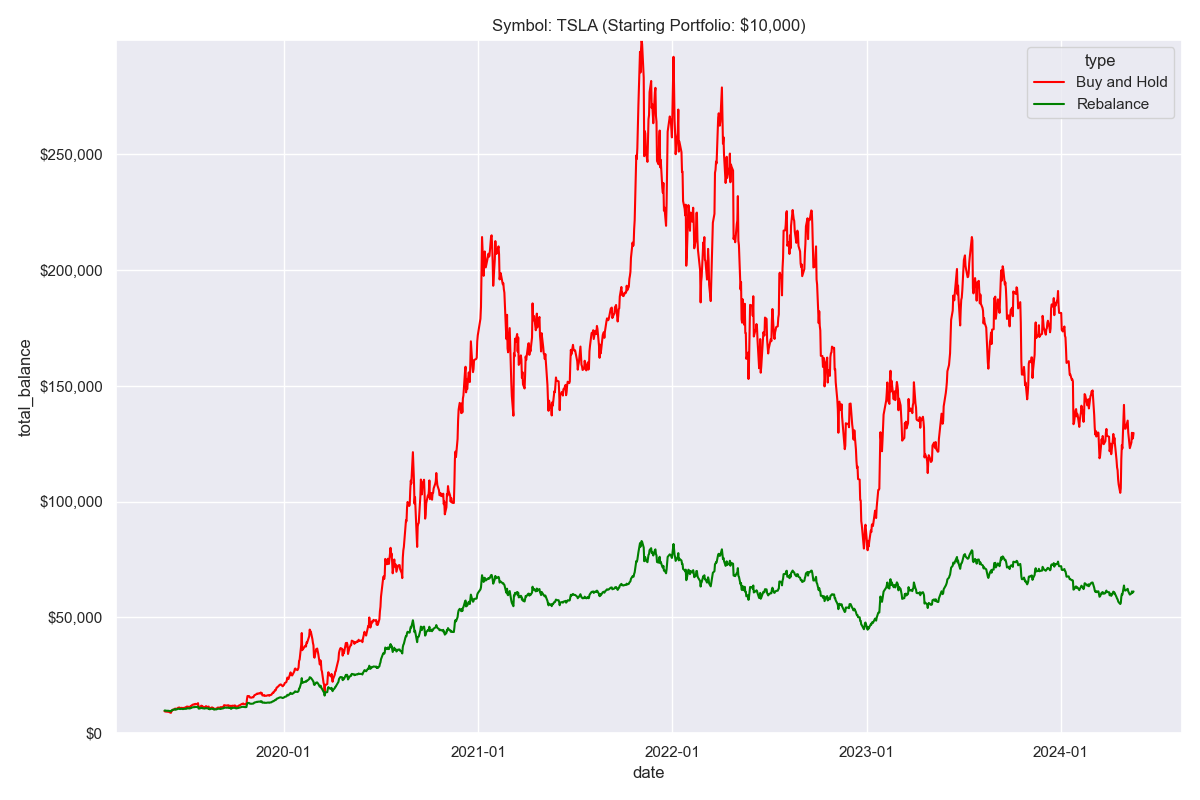 Symbol: TSLA (Starting Portfolio: $10,000)
type
Buy and Hold
Rebalance
total_balance
$250,000
$200,000
$150,000
$100,000
$50,000
$0
2020-01
2021-01
2022-01
2023-01
2024-01
date